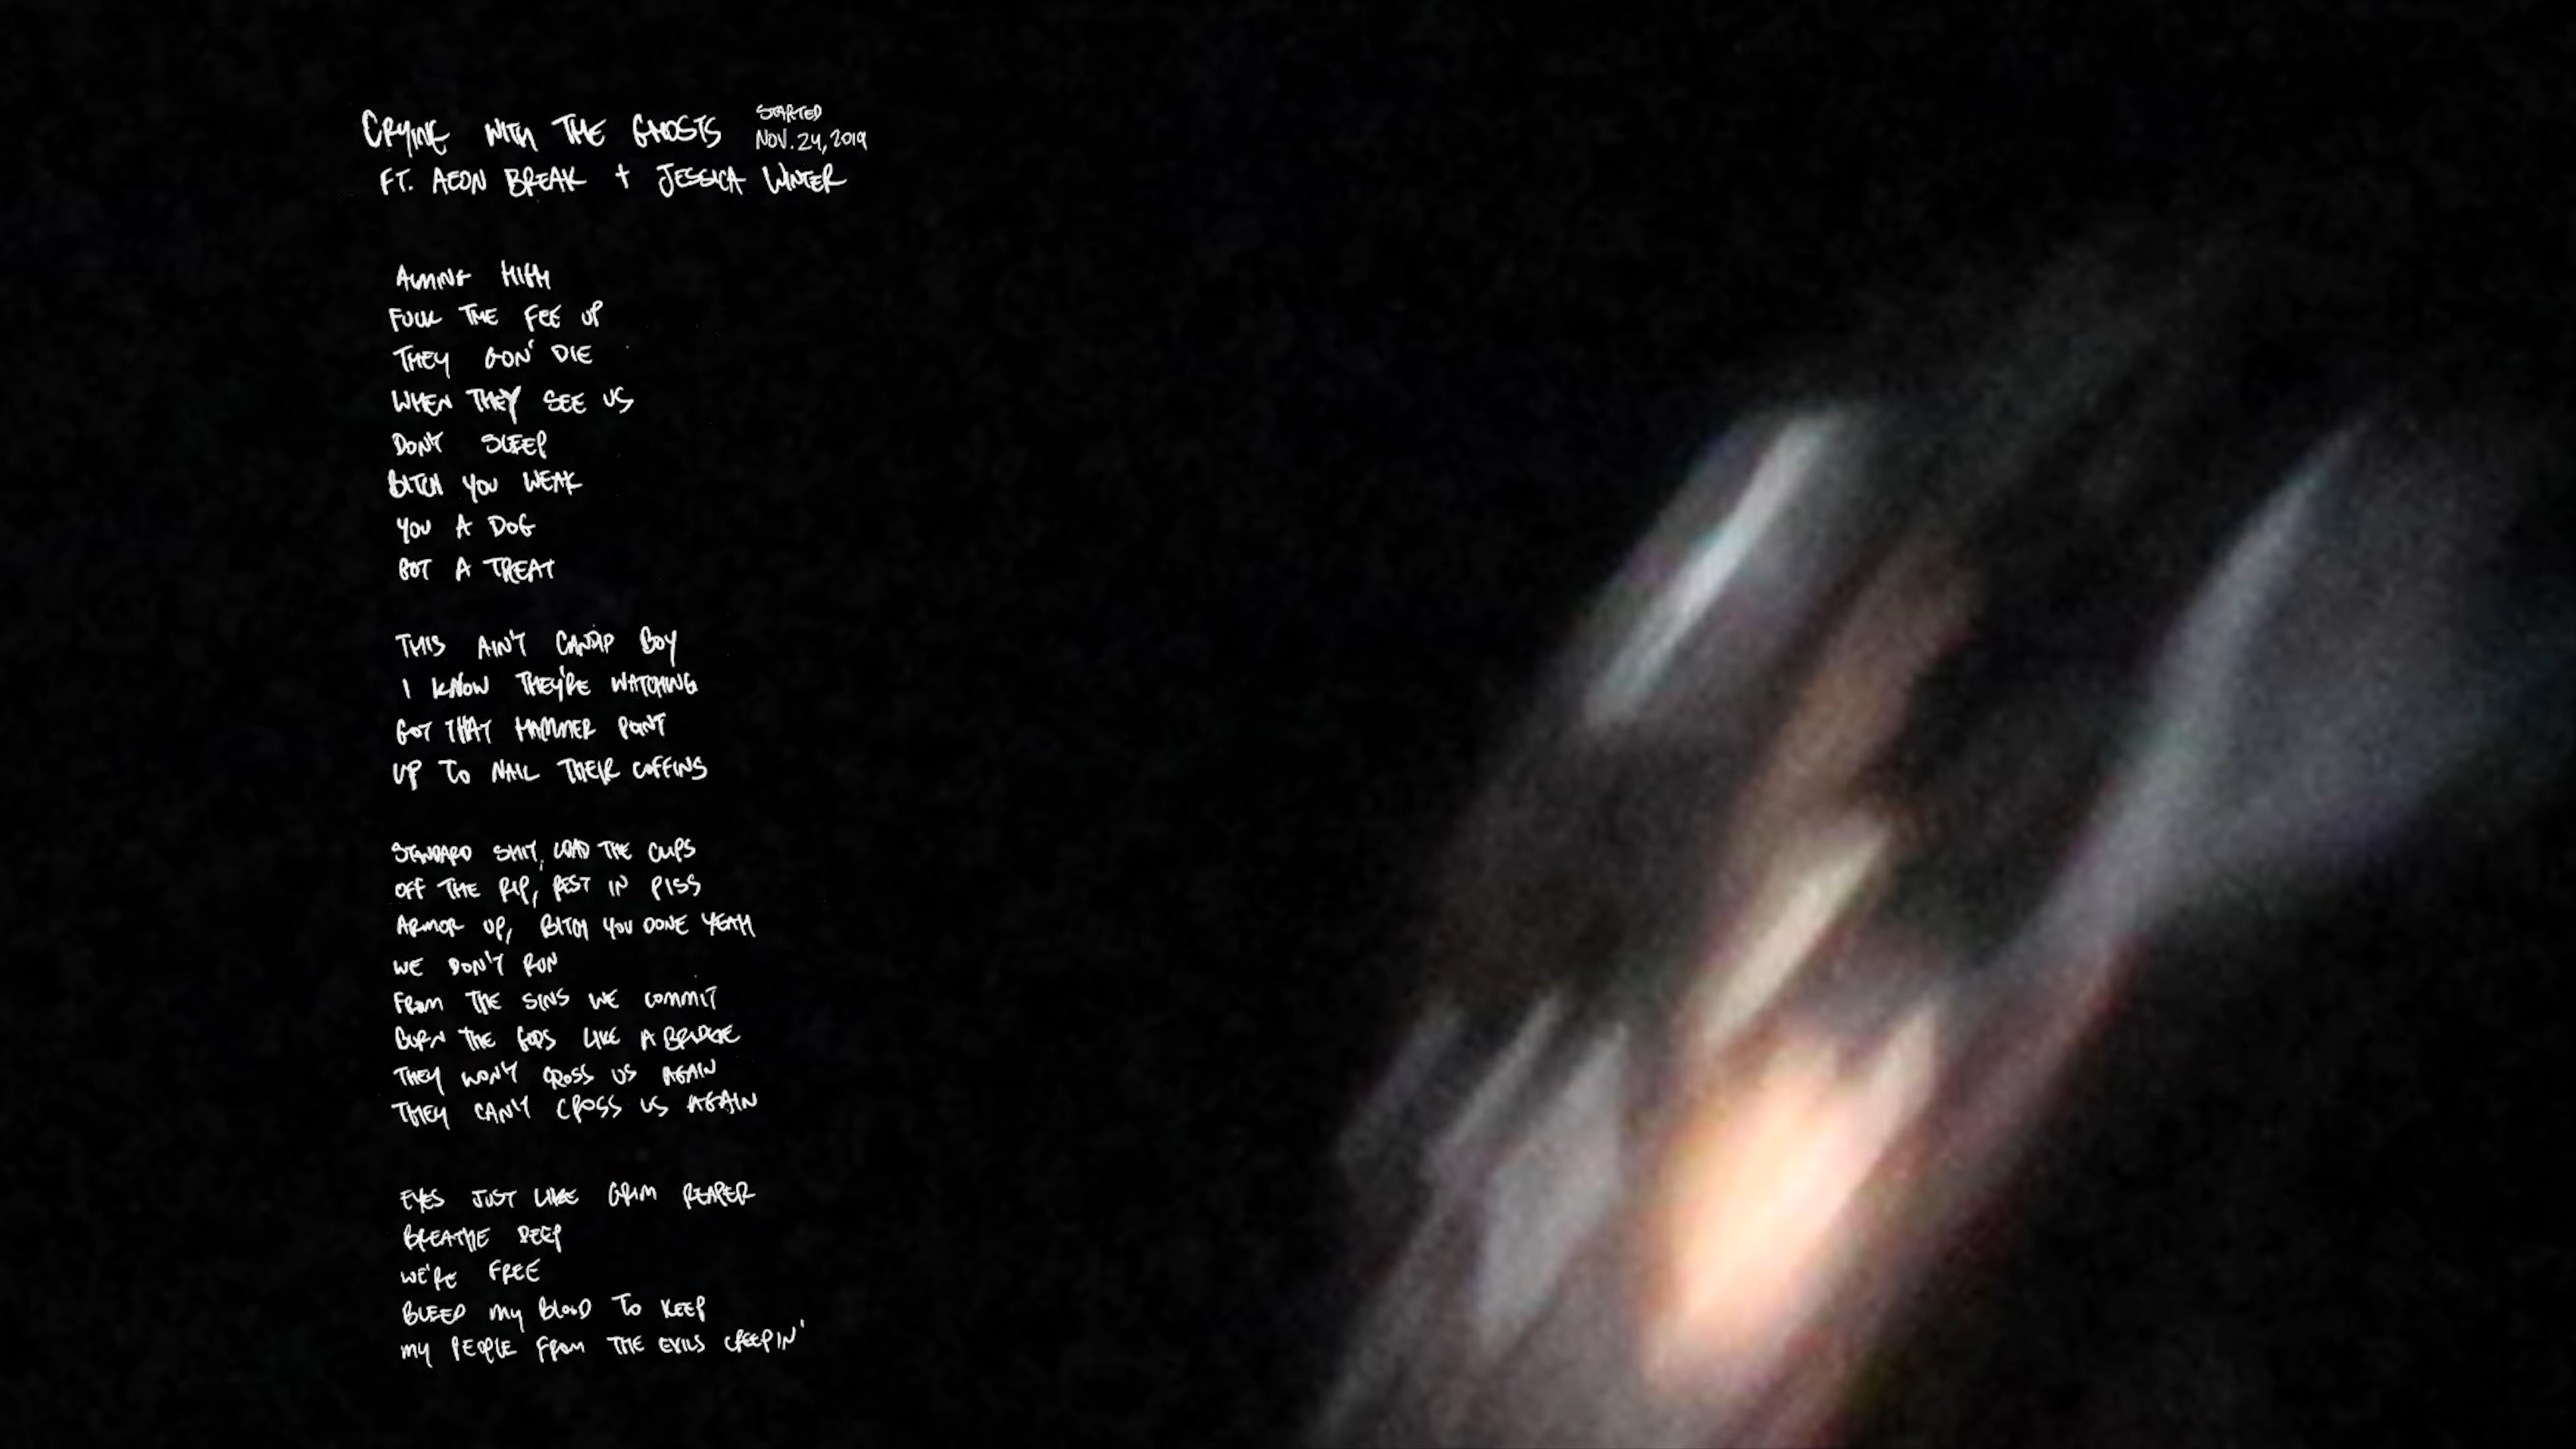 CRYING WITH THE GHOSTS STARTED NOV. 24, 2019
FT. AEON BREAK + JESSICA WINTER
AIMING HIGH
FUCK THE FEE UP
THEY GON' DIE
WHEN THEY SEE US
DON'T SLEEP
BITCH YOU WEAK
YOU A DOG
GOT A TREAT
THIS AIN'T BOY
I KNOW THEY'RE WATCHING
GOT THAT HAMMER POINT
UP TO NAIL THEIR COFFINS
STANDARD SHIT, LOAD THE CLIPS
OFF THE RIP, REST IN PISS
ARMOR UP, BITCH YOU DONE YEAH
WE DON'T RUN
FROM THE SINS WE COMMIT
BURN THE GODS LIKE A BRIDGE
THEY WON'T CROSS US AGAIN
THEY CAN'T CROSS US AGAIN
EYES JUST LIKE GRIM REAPER
BREATHE DEEP
WE'RE FREE
BLEED MY BLOOD TO KEEP
MY PEOPLE FROM THE EVILS CREEPIN'